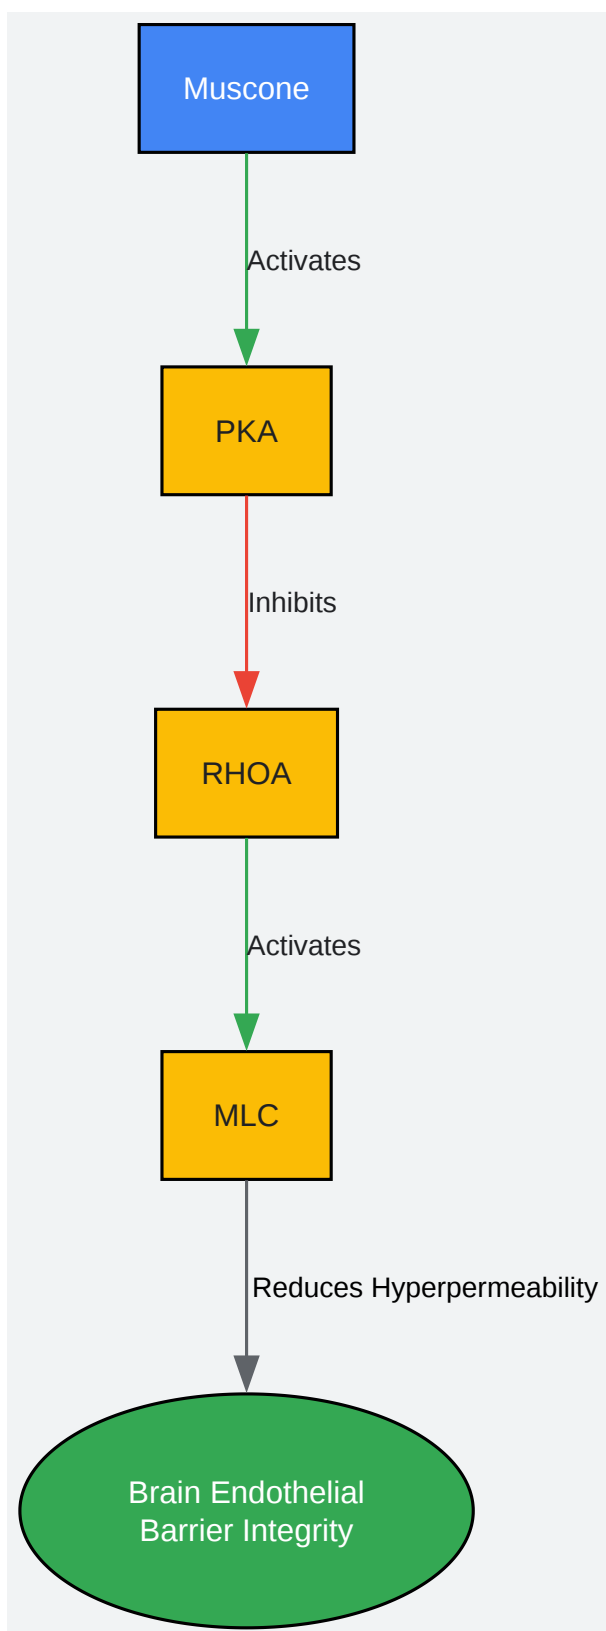 Muscone
Activates
PKA
Inhibits
RHOA
Activates
MLC
Reduces Hyperpermeability
Brain Endothelial
Barrier Integrity